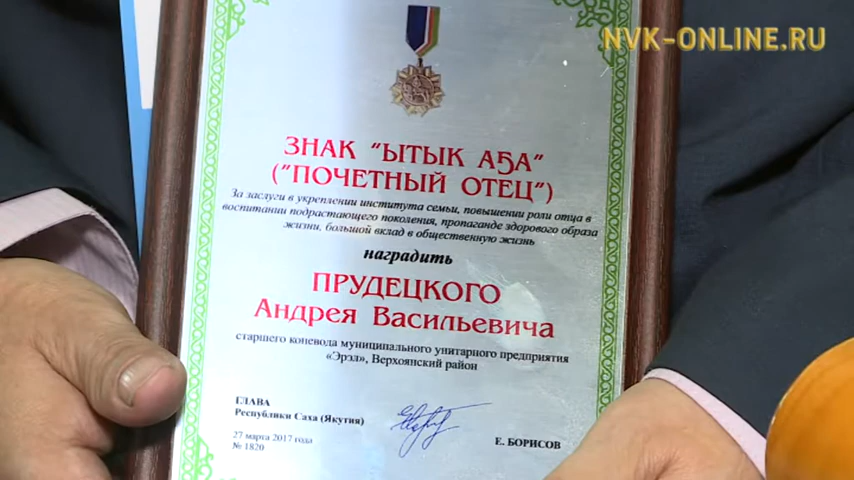 NVK-ONLINE.RU
ЗНАК "ЫТЫК АҔА"
("ПОЧЕТНЫЙ ОТЕЦ")
За заслуги в укреплении института семьи, повышении роли отца в
воспитании подрастающего поколения, пропаганде здорового образа
жизни, большой вклад в общественную жизнь
наградить
ПРУДЕЦКОГО
Андрея Васильевича
старшего коневода муниципального унитарного предприятия
«Эрэл», Верхоянский район
ГЛАВА
Республики Саха (Якутия)
Е. БОРИСОВ
27 марта 2017 года
№ 1820